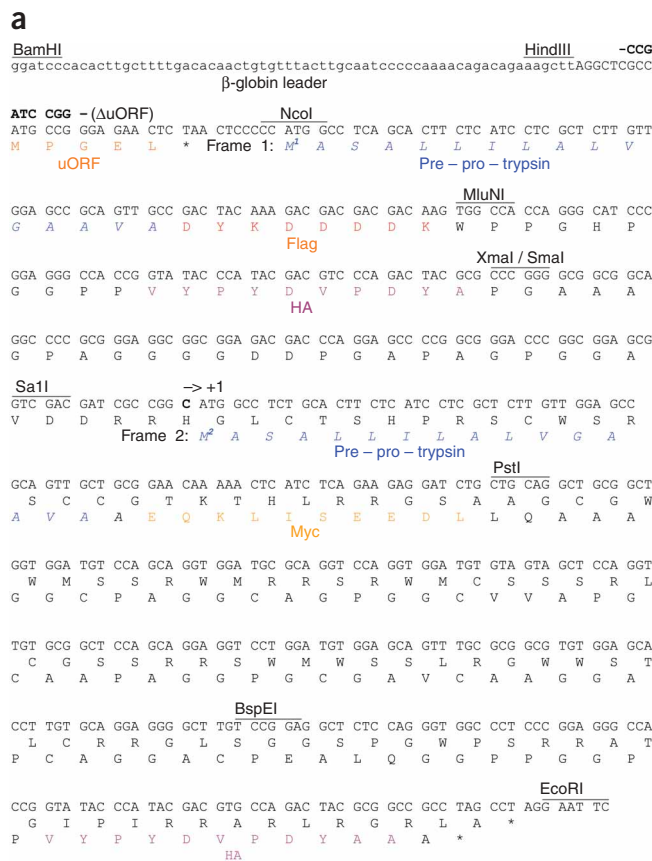 a
BamHI HindIII -CCG
ggatcccacacttgcttttgacacaactgtgtttacttgcaatcccccaaaacagacagaaagcttAGGCTCGCC
β-globin leader
ATC CGG - (ΔuORF) NcoI
ATG CCG GGA GAA CTC TAA CTCCCCC ATGG CC TCA GCA CTT CTC ATC CTC GCT CTT GTT
M P G E L * Frame 1: M¹ A S A L L I L A L V
uORF Pre – pro – trypsin
MluNI
GGA GCC GCA GTT GCC GAC TAC AAA GAC GAC GAC GAC AAG TGG CCA CCA GGG CAT CCC
G A A V A D Y K D D D D K W P P G H P
Flag
XmaI / SmaI
GGA GGG CCA CCG GTA TAC CCA TAC GAC GTC CCA GAC TAC GCG CCC GGG GCG GCG GCA
G G P P V Y P Y D V P D Y A P G A A A
HA
GGC CCC GCG GGA GGC GGC GGA GAC GAC CCA GGA GCC CCG GCG GGA CCC GGC GGA GCG
G P A G G G G D D P G A P A G P G G A
Sa1I –> +1
GTC GAC GAT CGC CGG C ATG GCC TCT GCA CTT CTC ATC CTC GCT CTT GTT GGA GCC
V D D R R H G L C T S H P R S C W S R
Frame 2: M² A S A L L I L A L V G A
Pre – pro – trypsin
PstI
GCA GTT GCT GCG GAA CAA AAA CTC ATC TCA GAA GAG GAT CTG CTG CAG GCT GCG GCT
S C C G T K T H L R R G S A A G C G W
A V A A E Q K L I S E E D L L Q A A A
Myc
GGT GGA TGT CCA GCA GGT GGA TGC GCA GGT CCA GGT GGA TGT GTA GTA GCT CCA GGT
W M S S R W M R R S R W M C S S S R L
G G C P A G G C A G P G G C V V A P G
TGT GCG GCT CCA GCA GGA GGT CCT GGA TGT GGA GCA GTT TGC GCG GCG TGT GGA GCA
C G S S R R S W M W S S L R G W W S T
C A A P A G G P G C G A V C A A G G A
BspEI
CCT TGT GCA GGA GGG GCT TGT CCG GAG GCT CTC CAG GGT GGC CCT CCC GGA GGG CCA
L C R R G L S G G S P G W P S R R A T
P C A G G A C P E A L Q G G P P G G P
EcoRI
CCG GTA TAC CCA TAC GAC GTG CCA GAC TAC GCG GCC GCC TAG CCT AGG AAT TC
G I P I R R A R L R G R L A *
P V Y P Y D V P D Y A A A *
HA